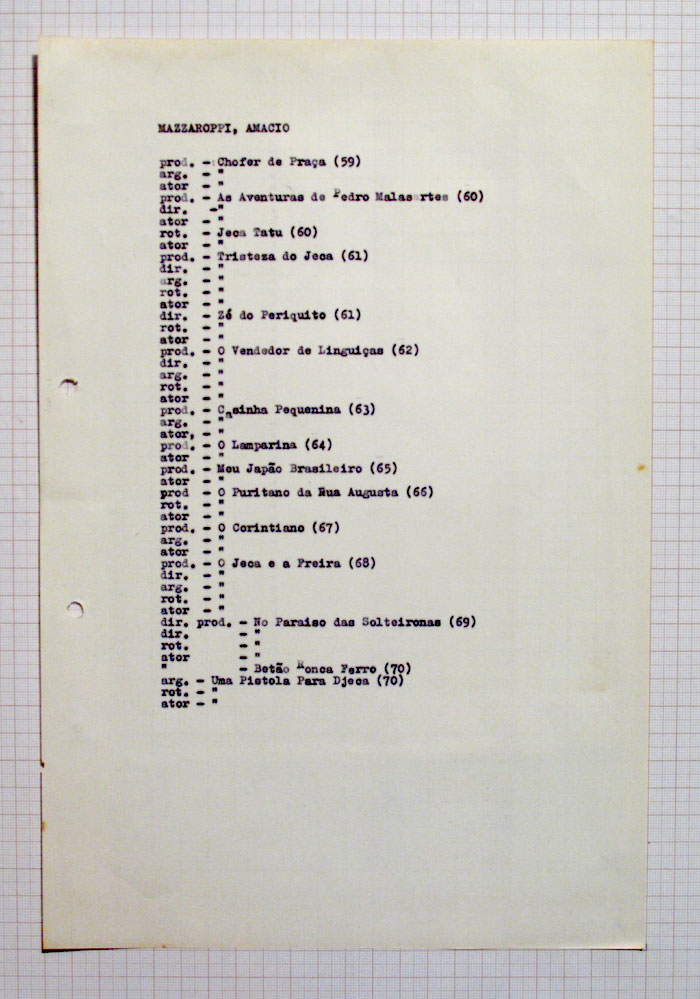 MAZZAROPPI, AMACIO
prod. - Chofer de Praça (59)
arg. - "
ator - "
prod. - As Aventuras de Pedro Malasartes (60)
dir. -"
ator - "
rot. - Jeca Tatu (60)
ator - "
prod. - Tristeza do Jeca (61)
dir. - "
arg. - "
rot. - "
ator - "
dir. - Zé do Periquito (61)
rot. - "
ator - "
prod. - O Vendedor de Linguiças (62)
dir. - "
arg. - "
rot. - "
ator - "
prod. - Casinha Pequenina (63)
arg. - "
ator, - "
prod. - O Lamparina (64)
ator - "
prod. - Meu Japão Brasileiro (65)
ator - "
prod - O Puritano da Rua Augusta (66)
rot. - "
ator - "
prod. - O Corintiano (67)
arg. - "
ator - "
prod. - O Jeca e a Freira (68)
dir. - "
arg. - "
rot. - "
ator - "
dir. prod. - No Paraiso das Solteironas (69)
dir. - "
rot. - "
ator - "
" - Betão Ronca Ferro (70)
arg. - Uma Pistola Para Djeca (70)
rot. - "
ator - "